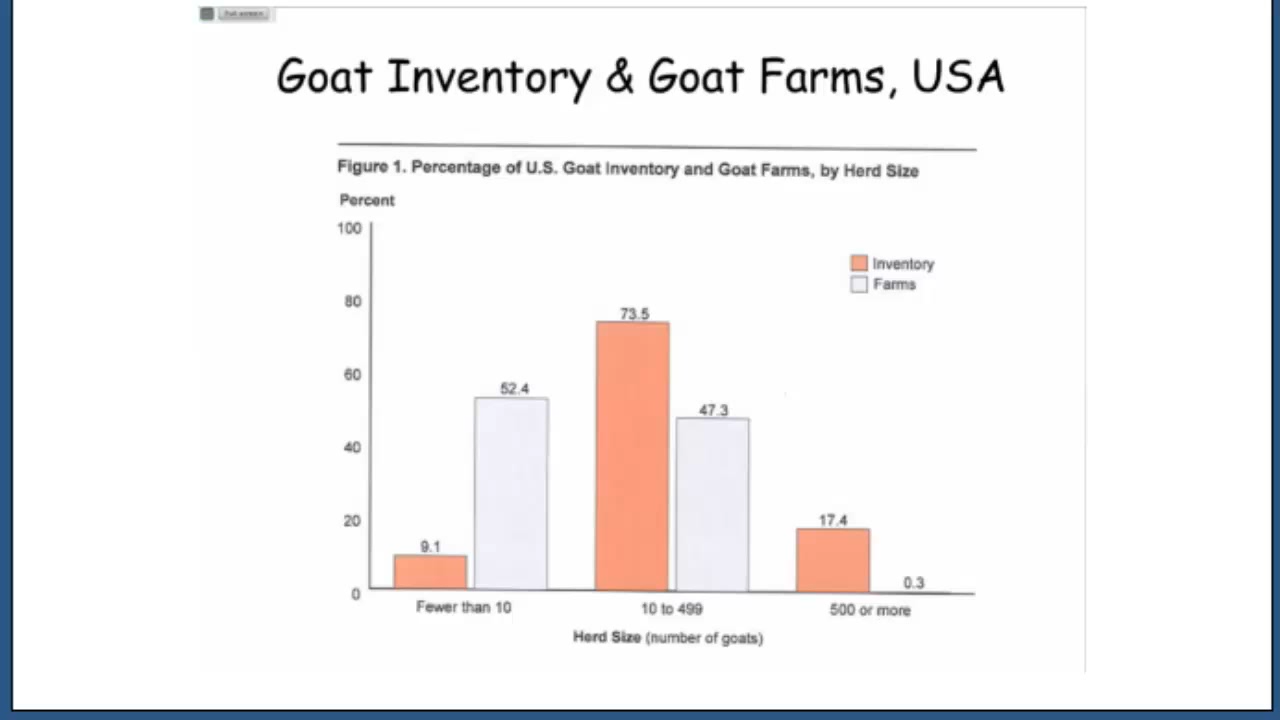 Full screen
Goat Inventory & Goat Farms, USA
Figure 1. Percentage of U.S. Goat Inventory and Goat Farms, by Herd Size
Percent
100
80
60
40
20
0
Inventory
Farms
9.1
52.4
73.5
47.3
17.4
0.3
Fewer than 10
10 to 499
500 or more
Herd Size (number of goats)